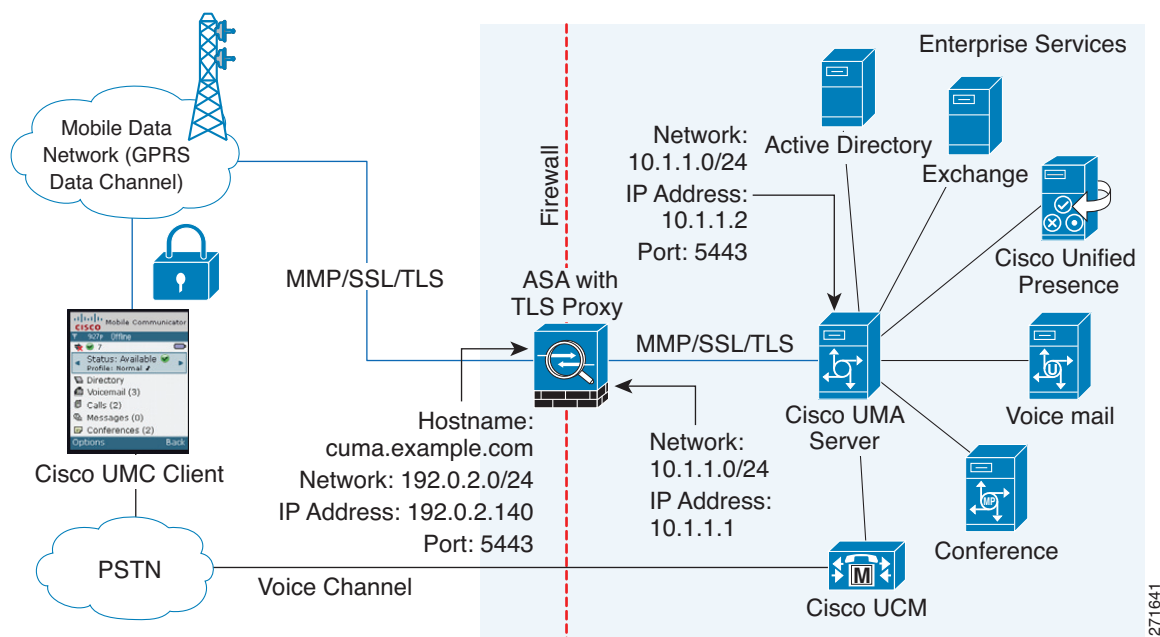 Enterprise Services
Mobile Data
Network (GPRS
Data Channel)
Firewall
Network:
10.1.1.0/24
IP Address:
10.1.1.2
Port: 5443
Active Directory
Exchange
Cisco Unified
Presence
MMP/SSL/TLS
ASA with
TLS Proxy
MMP/SSL/TLS
CISCO Mobile Communicator
Offline
7
Status: Available
Profile: Normal
Directory
Voicemail (3)
Calls (2)
Messages (0)
Conferences (2)
Options Back
Cisco UMC Client
Hostname:
cuma.example.com
Network: 192.0.2.0/24
IP Address: 192.0.2.140
Port: 5443
Network:
10.1.1.0/24
IP Address:
10.1.1.1
Cisco UMA
Server
U
Voice mail
MP
Conference
PSTN
Voice Channel
M
Cisco UCM
271641